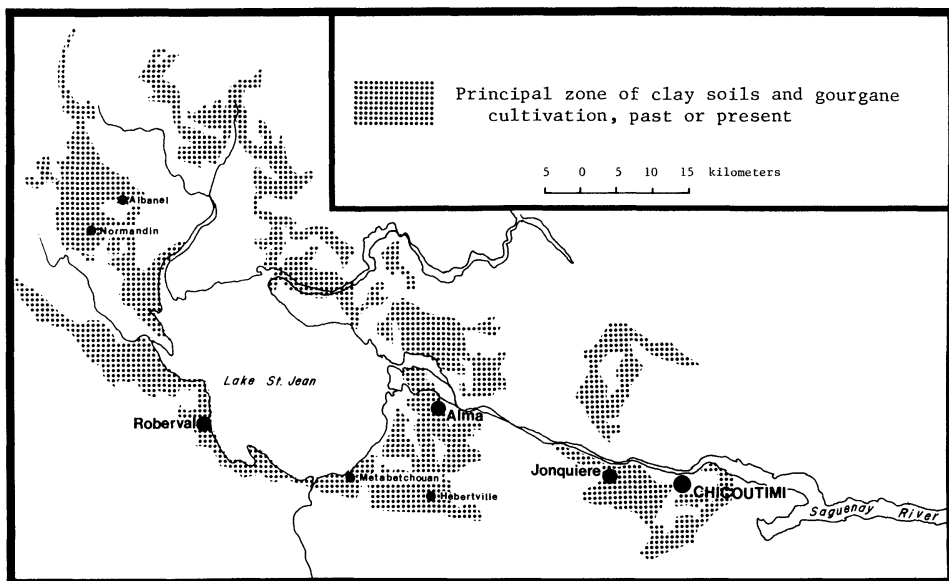 Principal zone of clay soils and gourgane
cultivation, past or present
5 0 5 10 15 kilometers
Albanel
Normandin
Lake St. Jean
Roberval
Alma
Metabetchouan
Hebertville
Jonquiere
CHICOUTIMI
Saguenay River